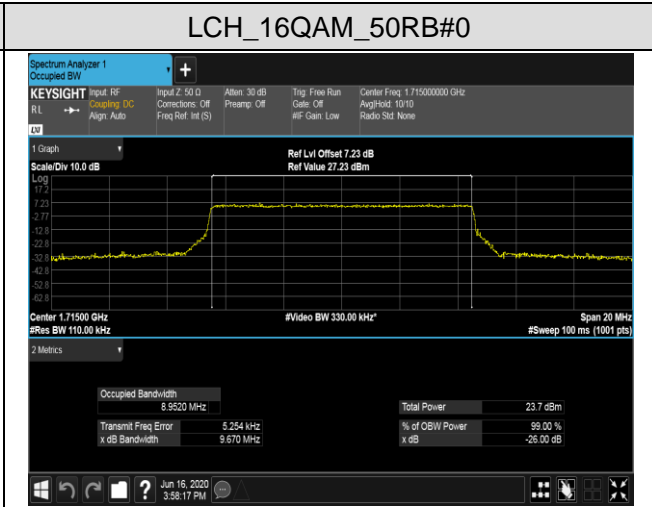 LCH_16QAM_50RB#0
Spectrum Analyzer 1
Occupied BW
+
KEYSIGHT Input: RF Input Z: 50 Ω Atten: 30 dB Trig: Free Run Center Freq: 1.715000000 GHz
RL Coupling: DC Corrections: Off Preamp: Off Gate: Off Avg|Hold: 10/10
Align: Auto Freq Ref: Int (S) #IF Gain: Low Radio Std: None
LXI
1 Graph
Ref Lvl Offset 7.23 dB
Scale/Div 10.0 dB Ref Value 27.23 dBm
Log
17.2
7.23
-2.77
-12.8
-22.8
-32.8
-42.8
-52.8
-62.8
Center 1.71500 GHz #Video BW 330.00 kHz* Span 20 MHz
#Res BW 110.00 kHz #Sweep 100 ms (1001 pts)
2 Metrics
Occupied Bandwidth
8.9520 MHz Total Power 23.7 dBm
Transmit Freq Error 5.254 kHz % of OBW Power 99.00 %
x dB Bandwidth 9.670 MHz x dB -26.00 dB
? Jun 16, 2020
3:58:17 PM